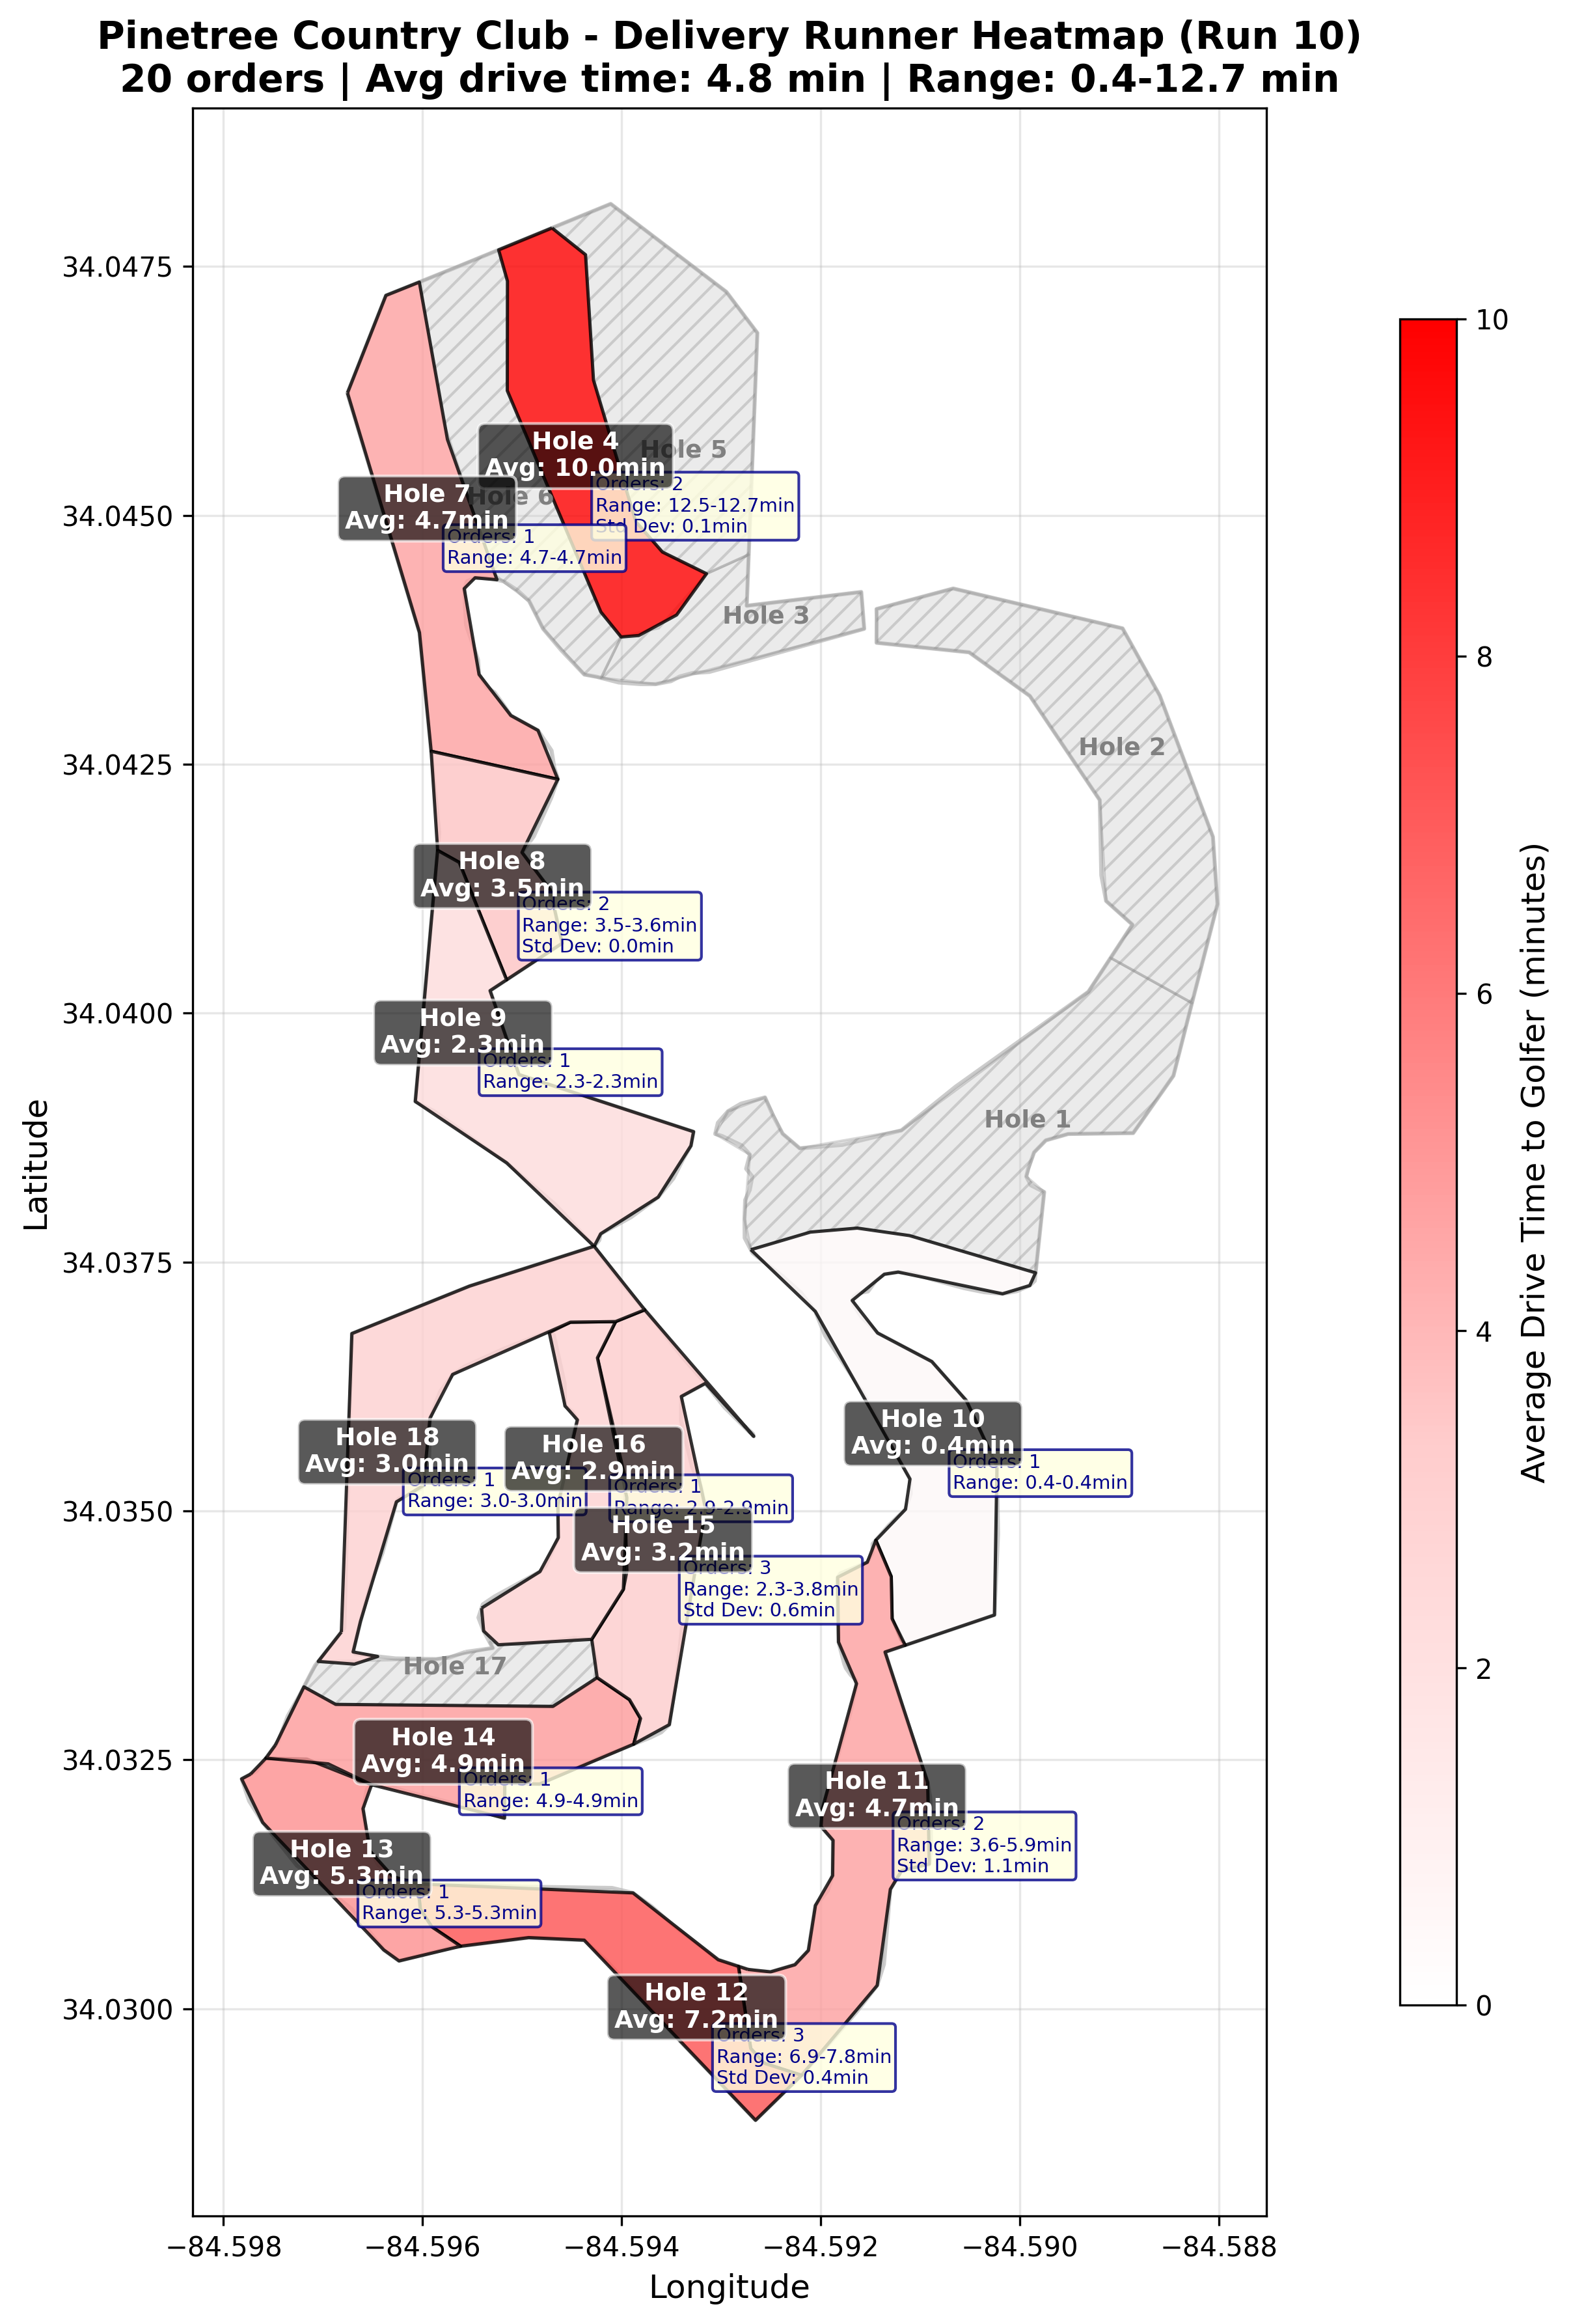 Pinetree Country Club - Delivery Runner Heatmap (Run 10)
20 orders | Avg drive time: 4.8 min | Range: 0.4-12.7 min
34.0475
34.0450
34.0425
34.0400
34.0375
34.0350
34.0325
34.0300
Latitude
−84.598
−84.596
−84.594
−84.592
−84.590
−84.588
Longitude
Hole 4
Avg: 10.0min
Orders: 2
Range: 12.5-12.7min
Std Dev: 0.1min
Hole 5
Hole 6
Hole 7
Avg: 4.7min
Orders: 1
Range: 4.7-4.7min
Hole 3
Hole 2
Hole 8
Avg: 3.5min
Orders: 2
Range: 3.5-3.6min
Std Dev: 0.0min
Hole 9
Avg: 2.3min
Orders: 1
Range: 2.3-2.3min
Hole 1
Hole 10
Avg: 0.4min
Orders: 1
Range: 0.4-0.4min
Hole 18
Avg: 3.0min
Orders: 1
Range: 3.0-3.0min
Hole 16
Avg: 2.9min
Orders: 1
Range: 2.9-2.9min
Hole 15
Avg: 3.2min
Orders: 3
Range: 2.3-3.8min
Std Dev: 0.6min
Hole 17
Hole 14
Avg: 4.9min
Orders: 1
Range: 4.9-4.9min
Hole 11
Avg: 4.7min
Orders: 2
Range: 3.6-5.9min
Std Dev: 1.1min
Hole 13
Avg: 5.3min
Orders: 1
Range: 5.3-5.3min
Hole 12
Avg: 7.2min
Orders: 3
Range: 6.9-7.8min
Std Dev: 0.4min
10
8
6
4
2
0
Average Drive Time to Golfer (minutes)